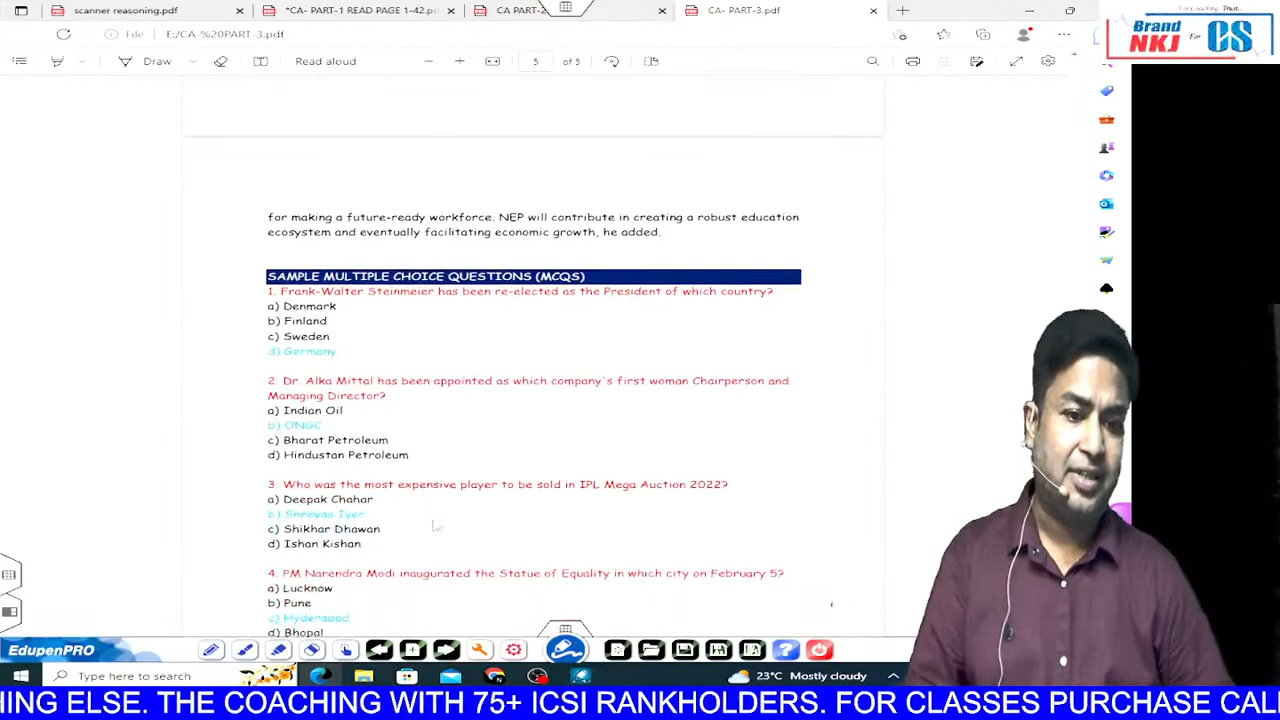 scanner reasoning.pdf
*CA- PART-1 READ PAGE 1-42.pd
CA PART-2
CA- PART-3.pdf
File
E:/CA-%20PART-3.pdf
Draw
Read aloud
5
of 5
Brand
NKJ
For
CS
for making a future-ready workforce. NEP will contribute in creating a robust education
ecosystem and eventually facilitating economic growth, he added.
SAMPLE MULTIPLE CHOICE QUESTIONS (MCQS)
1. Frank-Walter Steinmeier has been re-elected as the President of which country?
a) Denmark
b) Finland
c) Sweden
d) Germany
2. Dr. Alka Mittal has been appointed as which company's first woman Chairperson and
Managing Director?
a) Indian Oil
b) ONGC
c) Bharat Petroleum
d) Hindustan Petroleum
3. Who was the most expensive player to be sold in IPL Mega Auction 2022?
a) Deepak Chahar
b) Shreyas Iyer
c) Shikhar Dhawan
d) Ishan Kishan
4. PM Narendra Modi inaugurated the Statue of Equality in which city on February 5?
a) Lucknow
b) Pune
c) Hyderabad
d) Bhopal
EdupenPRO
Type here to search
23°C Mostly cloudy
HING ELSE. THE COACHING WITH 75+ ICSI RANKHOLDERS. FOR CLASSES PURCHASE CAL